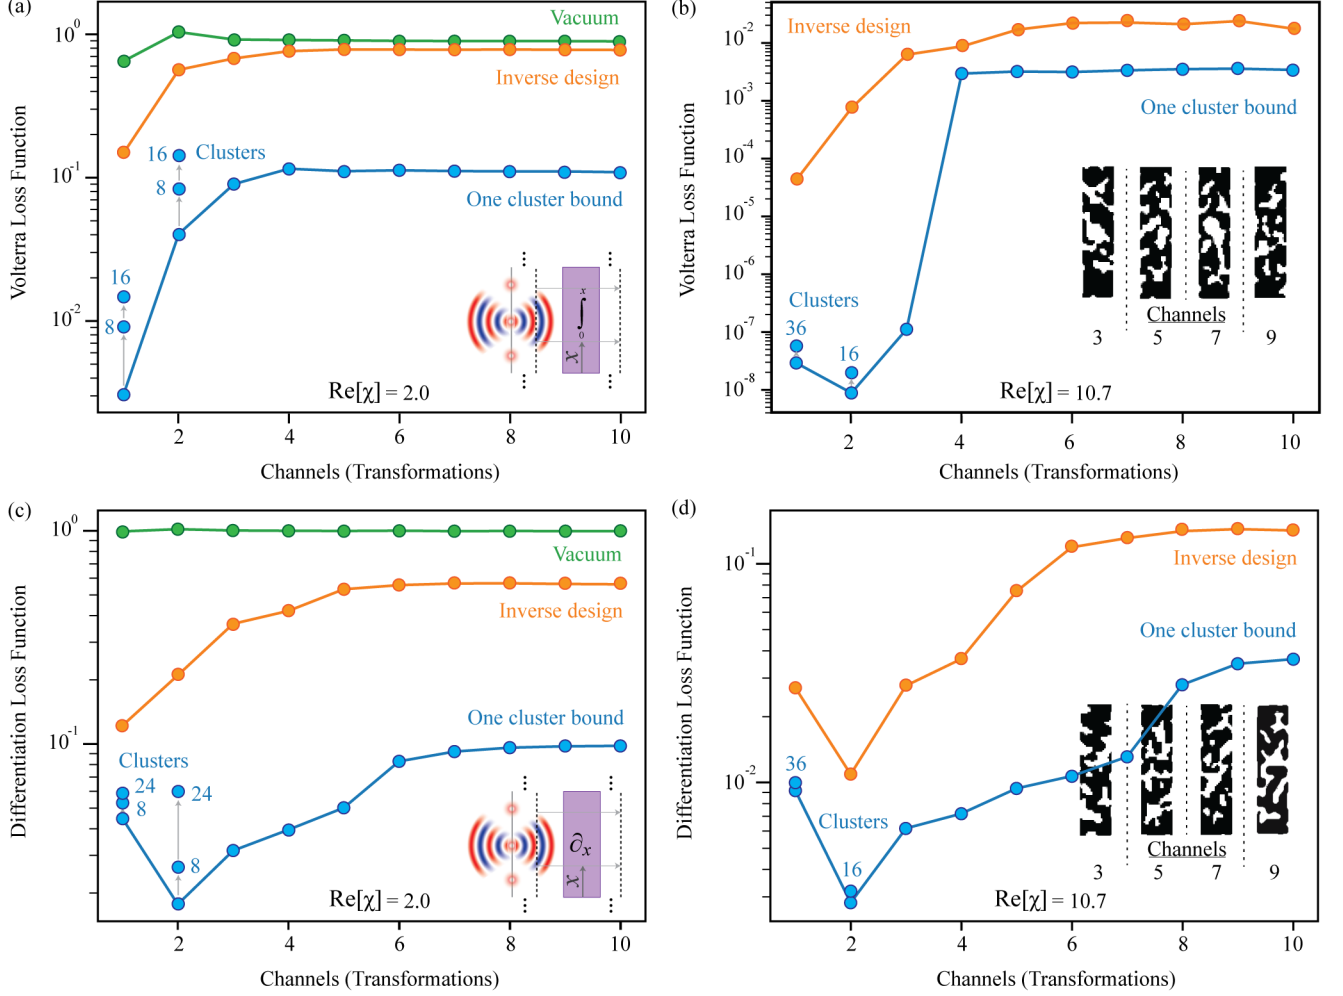 (a)
Volterra Loss Function
10^0
10^-1
10^-2
Vacuum
Inverse design
16
Clusters
8
16
8
One cluster bound
∫_0^x
x
Re[χ] = 2.0
2
4
6
8
10
Channels (Transformations)
(b)
Volterra Loss Function
10^-2
10^-3
10^-4
10^-5
10^-6
10^-7
10^-8
Inverse design
One cluster bound
Clusters
36
16
Channels
3
5
7
9
Re[χ] = 10.7
2
4
6
8
10
Channels (Transformations)
(c)
Differentiation Loss Function
10^0
10^-1
Vacuum
Inverse design
One cluster bound
Clusters
24
8
24
8
∂_x
x
Re[χ] = 2.0
2
4
6
8
10
Channels (Transformations)
(d)
Differentiation Loss Function
10^-1
10^-2
Inverse design
One cluster bound
36
Clusters
16
Channels
3
5
7
9
Re[χ] = 10.7
2
4
6
8
10
Channels (Transformations)